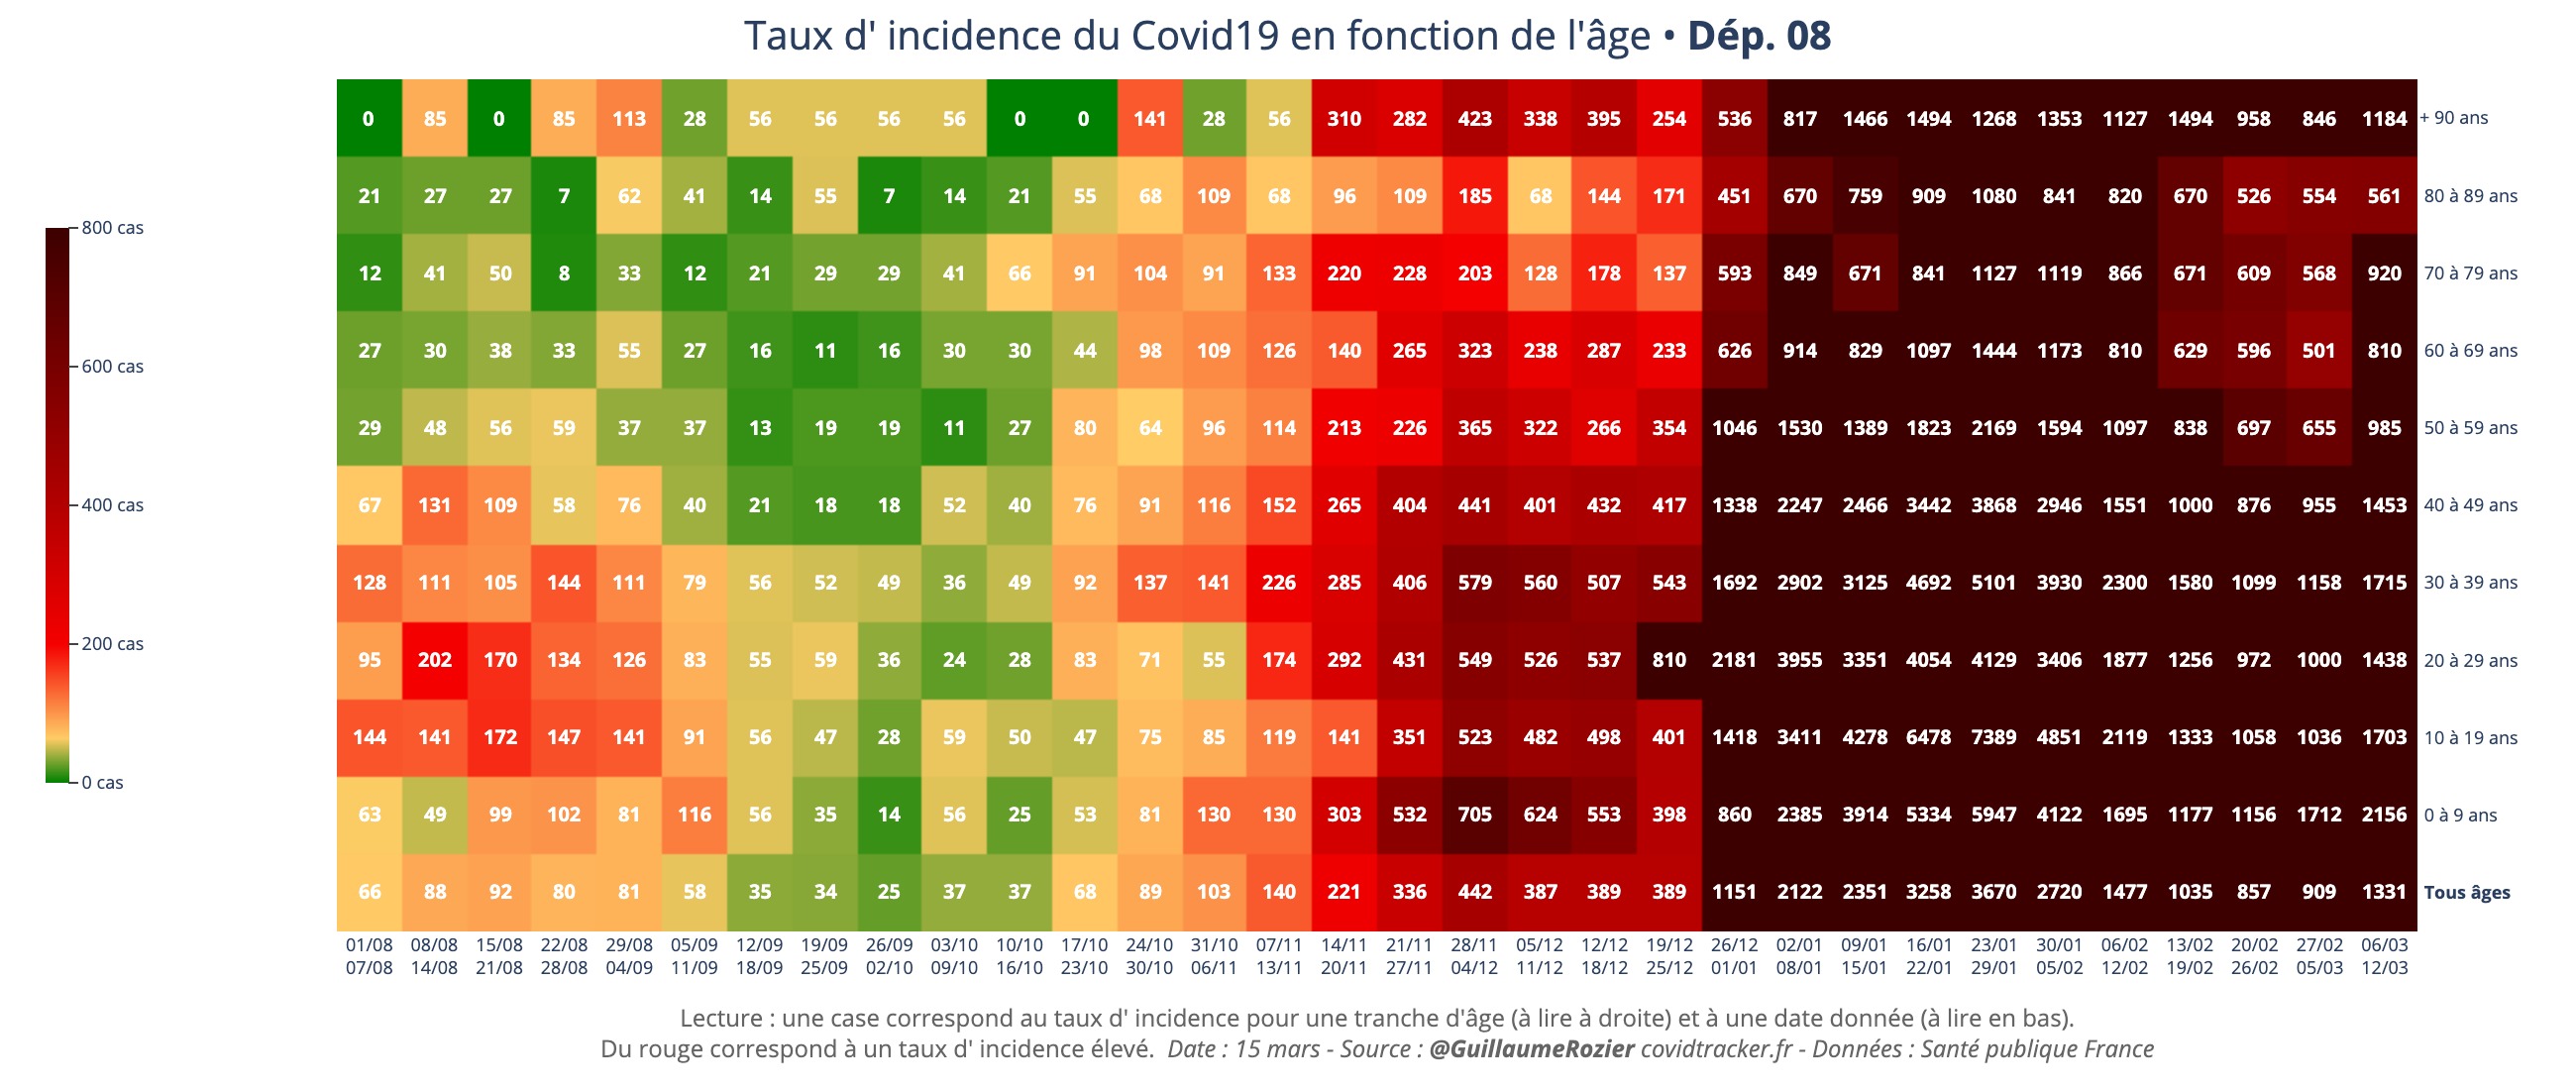 Taux d' incidence du Covid19 en fonction de l'âge • Dép. 08
0 85 0 85 113 28 56 56 56 56 0 0 141 28 56 310 282 423 338 395 254 536 817 1466 1494 1268 1353 1127 1494 958 846 1184 + 90 ans
21 27 27 7 62 41 14 55 7 14 21 55 68 109 68 96 109 185 68 144 171 451 670 759 909 1080 841 820 670 526 554 561 80 à 89 ans
800 cas
12 41 50 8 33 12 21 29 29 41 66 91 104 91 133 220 228 203 128 178 137 593 849 671 841 1127 1119 866 671 609 568 920 70 à 79 ans
27 30 38 33 55 27 16 11 16 30 30 44 98 109 126 140 265 323 238 287 233 626 914 829 1097 1444 1173 810 629 596 501 810 60 à 69 ans
600 cas
29 48 56 59 37 37 13 19 19 11 27 80 64 96 114 213 226 365 322 266 354 1046 1530 1389 1823 2169 1594 1097 838 697 655 985 50 à 59 ans
400 cas
67 131 109 58 76 40 21 18 18 52 40 76 91 116 152 265 404 441 401 432 417 1338 2247 2466 3442 3868 2946 1551 1000 876 955 1453 40 à 49 ans
128 111 105 144 111 79 56 52 49 36 49 92 137 141 226 285 406 579 560 507 543 1692 2902 3125 4692 5101 3930 2300 1580 1099 1158 1715 30 à 39 ans
200 cas
95 202 170 134 126 83 55 59 36 24 28 83 71 55 174 292 431 549 526 537 810 2181 3955 3351 4054 4129 3406 1877 1256 972 1000 1438 20 à 29 ans
144 141 172 147 141 91 56 47 28 59 50 47 75 85 119 141 351 523 482 498 401 1418 3411 4278 6478 7389 4851 2119 1333 1058 1036 1703 10 à 19 ans
0 cas
63 49 99 102 81 116 56 35 14 56 25 53 81 130 130 303 532 705 624 553 398 860 2385 3914 5334 5947 4122 1695 1177 1156 1712 2156 0 à 9 ans
66 88 92 80 81 58 35 34 25 37 37 68 89 103 140 221 336 442 387 389 389 1151 2122 2351 3258 3670 2720 1477 1035 857 909 1331 Tous âges
01/08 08/08 15/08 22/08 29/08 05/09 12/09 19/09 26/09 03/10 10/10 17/10 24/10 31/10 07/11 14/11 21/11 28/11 05/12 12/12 19/12 26/12 02/01 09/01 16/01 23/01 30/01 06/02 13/02 20/02 27/02 06/03
07/08 14/08 21/08 28/08 04/09 11/09 18/09 25/09 02/10 09/10 16/10 23/10 30/10 06/11 13/11 20/11 27/11 04/12 11/12 18/12 25/12 01/01 08/01 15/01 22/01 29/01 05/02 12/02 19/02 26/02 05/03 12/03
Lecture : une case correspond au taux d' incidence pour une tranche d'âge (à lire à droite) et à une date donnée (à lire en bas).
Du rouge correspond à un taux d' incidence élevé. Date : 15 mars - Source : @GuillaumeRozier covidtracker.fr - Données : Santé publique France